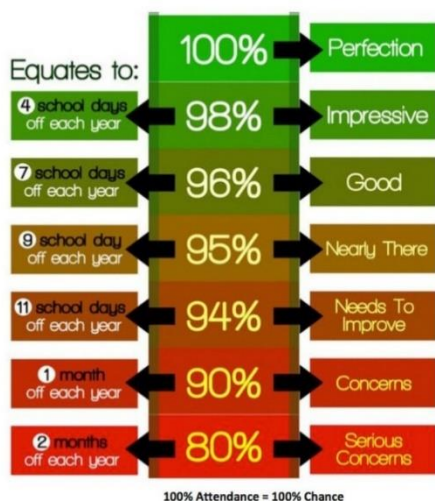 100%
Perfection
Equates to:
4 school days
off each year
98%
Impressive
7 school days
off each year
96%
Good
9 school day
off each year
95%
Nearly There
11 school days
off each year
94%
Needs To
Improve
1 month
off each year
90%
Concerns
2 months
off each year
80%
Serious
Concerns
100% Attendance = 100% Chance